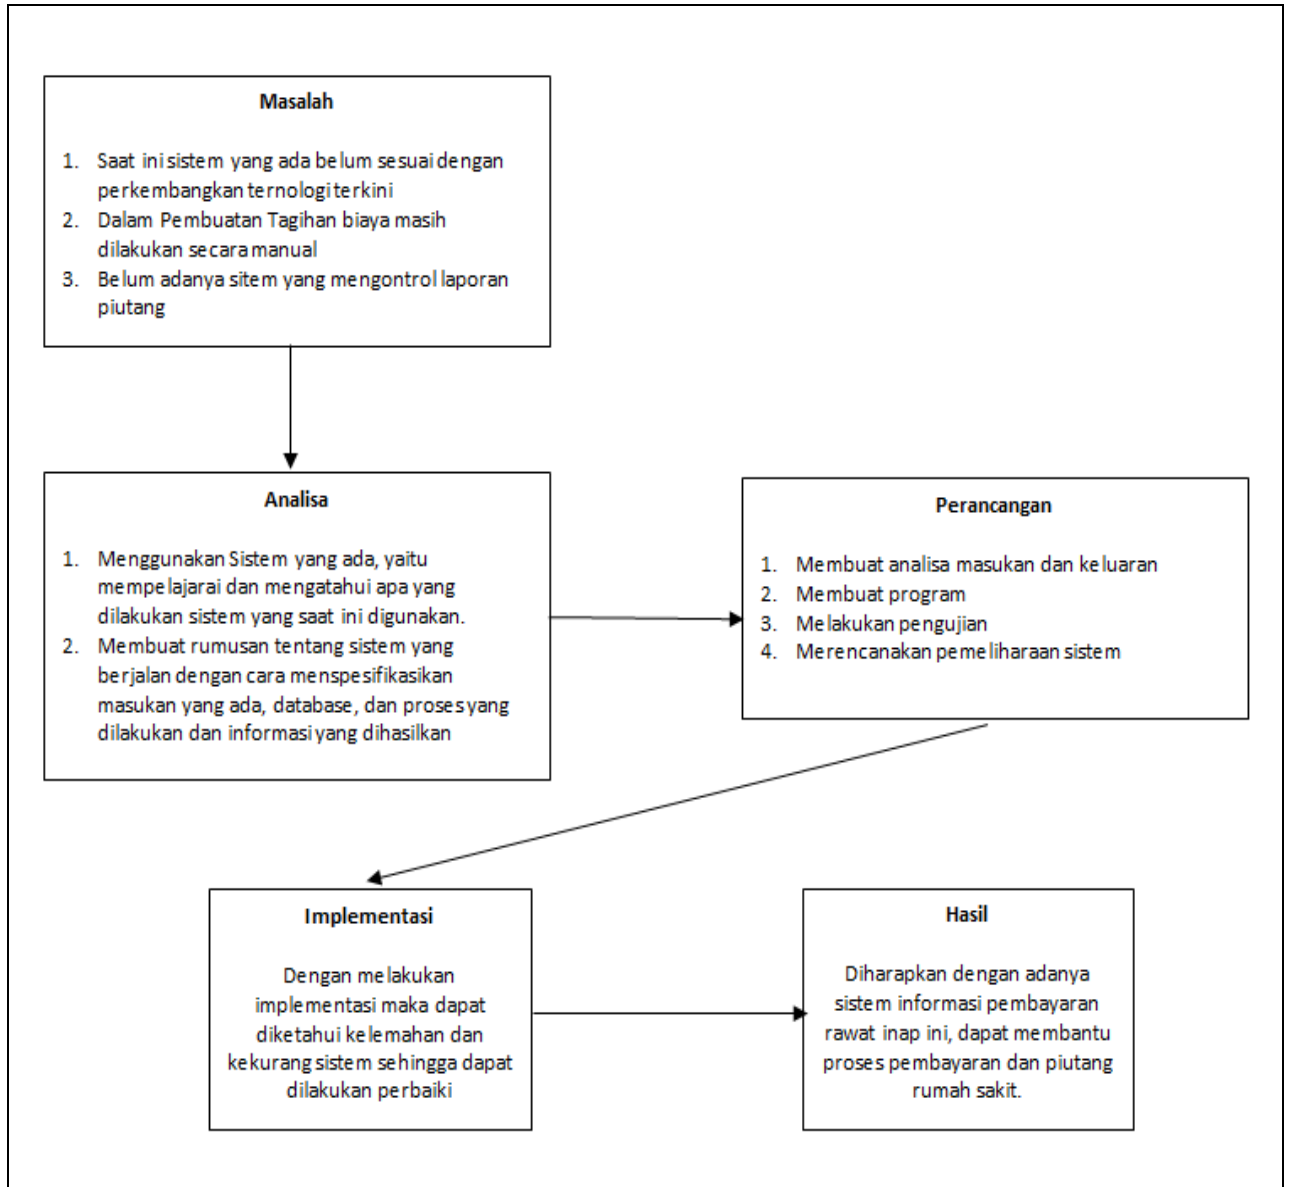 Masalah
1. Saat ini sistem yang ada belum sesuai dengan
perkembangkan ternologi terkini
2. Dalam Pembuatan Tagihan biaya masih
dilakukan secara manual
3. Belum adanya sitem yang mengontrol laporan
piutang
Analisa
1. Menggunakan Sistem yang ada, yaitu
mempelajarai dan mengatahui apa yang
dilakukan sistem yang saat ini digunakan.
2. Membuat rumusan tentang sistem yang
berjalan dengan cara menspesifikasikan
masukan yang ada, database, dan proses yang
dilakukan dan informasi yang dihasilkan
Perancangan
1. Membuat analisa masukan dan keluaran
2. Membuat program
3. Melakukan pengujian
4. Merencanakan pemeliharaan sistem
Implementasi
Dengan melakukan
implementasi maka dapat
diketahui kelemahan dan
kekurang sistem sehingga dapat
dilakukan perbaiki
Hasil
Diharapkan dengan adanya
sistem informasi pembayaran
rawat inap ini, dapat membantu
proses pembayaran dan piutang
rumah sakit.